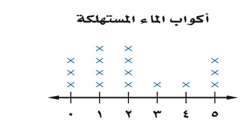 أكواب الماء المستهلكة
٠ ١ ٢ ٣ ٤ ٥